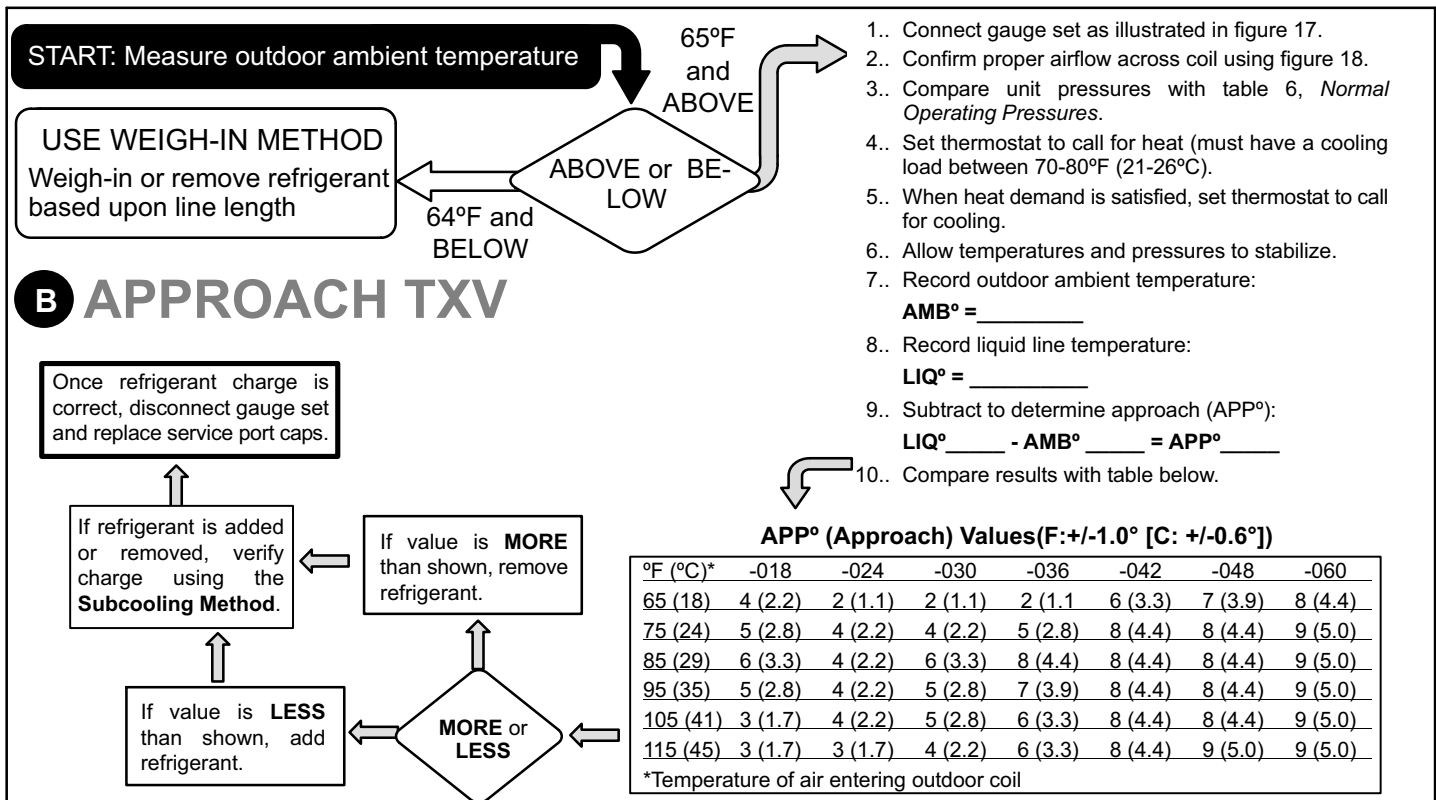 START: Measure outdoor ambient temperature
65ºF
and
ABOVE
USE WEIGH-IN METHOD
Weigh-in or remove refrigerant
based upon line length
ABOVE or BE-
LOW
64ºF and
BELOW
1.. Connect gauge set as illustrated in figure 17.
2.. Confirm proper airflow across coil using figure 18.
3.. Compare unit pressures with table 6, Normal
Operating Pressures.
4.. Set thermostat to call for heat (must have a cooling
load between 70-80ºF (21-26ºC).
5.. When heat demand is satisfied, set thermostat to call
for cooling.
6.. Allow temperatures and pressures to stabilize.
7.. Record outdoor ambient temperature:
AMBº =_________
8.. Record liquid line temperature:
LIQº = __________
9.. Subtract to determine approach (APPº):
LIQº_____ - AMBº _____ = APPº_____
10.. Compare results with table below.
B APPROACH TXV
Once refrigerant charge is
correct, disconnect gauge set
and replace service port caps.
If refrigerant is added
or removed, verify
charge using the
Subcooling Method.
If value is MORE
than shown, remove
refrigerant.
If value is LESS
than shown, add
refrigerant.
MORE or
LESS
APPº (Approach) Values(F:+/-1.0° [C: +/-0.6°])
ºF (ºC)* -018 -024 -030 -036 -042 -048 -060
65 (18) 4 (2.2) 2 (1.1) 2 (1.1) 2 (1.1 6 (3.3) 7 (3.9) 8 (4.4)
75 (24) 5 (2.8) 4 (2.2) 4 (2.2) 5 (2.8) 8 (4.4) 8 (4.4) 9 (5.0)
85 (29) 6 (3.3) 4 (2.2) 6 (3.3) 8 (4.4) 8 (4.4) 8 (4.4) 9 (5.0)
95 (35) 5 (2.8) 4 (2.2) 5 (2.8) 7 (3.9) 8 (4.4) 8 (4.4) 9 (5.0)
105 (41) 3 (1.7) 4 (2.2) 5 (2.8) 6 (3.3) 8 (4.4) 8 (4.4) 9 (5.0)
115 (45) 3 (1.7) 3 (1.7) 4 (2.2) 6 (3.3) 8 (4.4) 9 (5.0) 9 (5.0)
*Temperature of air entering outdoor coil